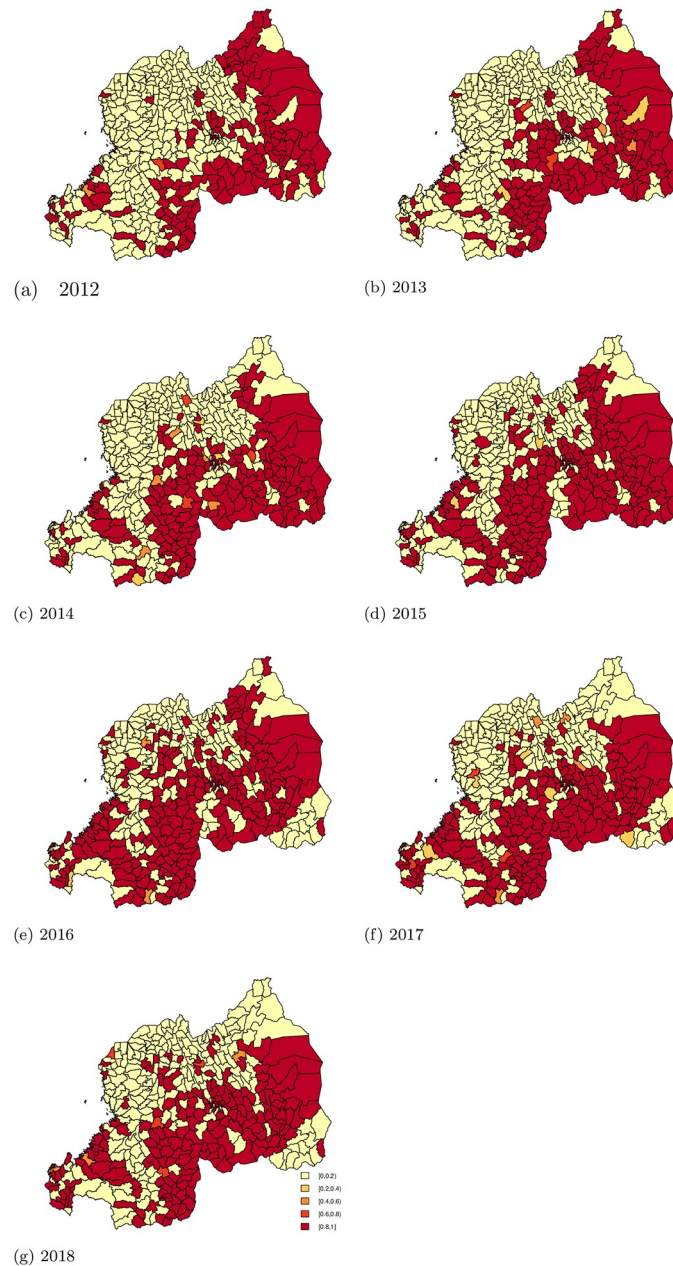 (a) 2012
(b) 2013
(c) 2014
(d) 2015
(e) 2016
(f) 2017
[0,0.2)
[0.2,0.4)
[0.4,0.6)
[0.6,0.8)
[0.8,1]
(g) 2018